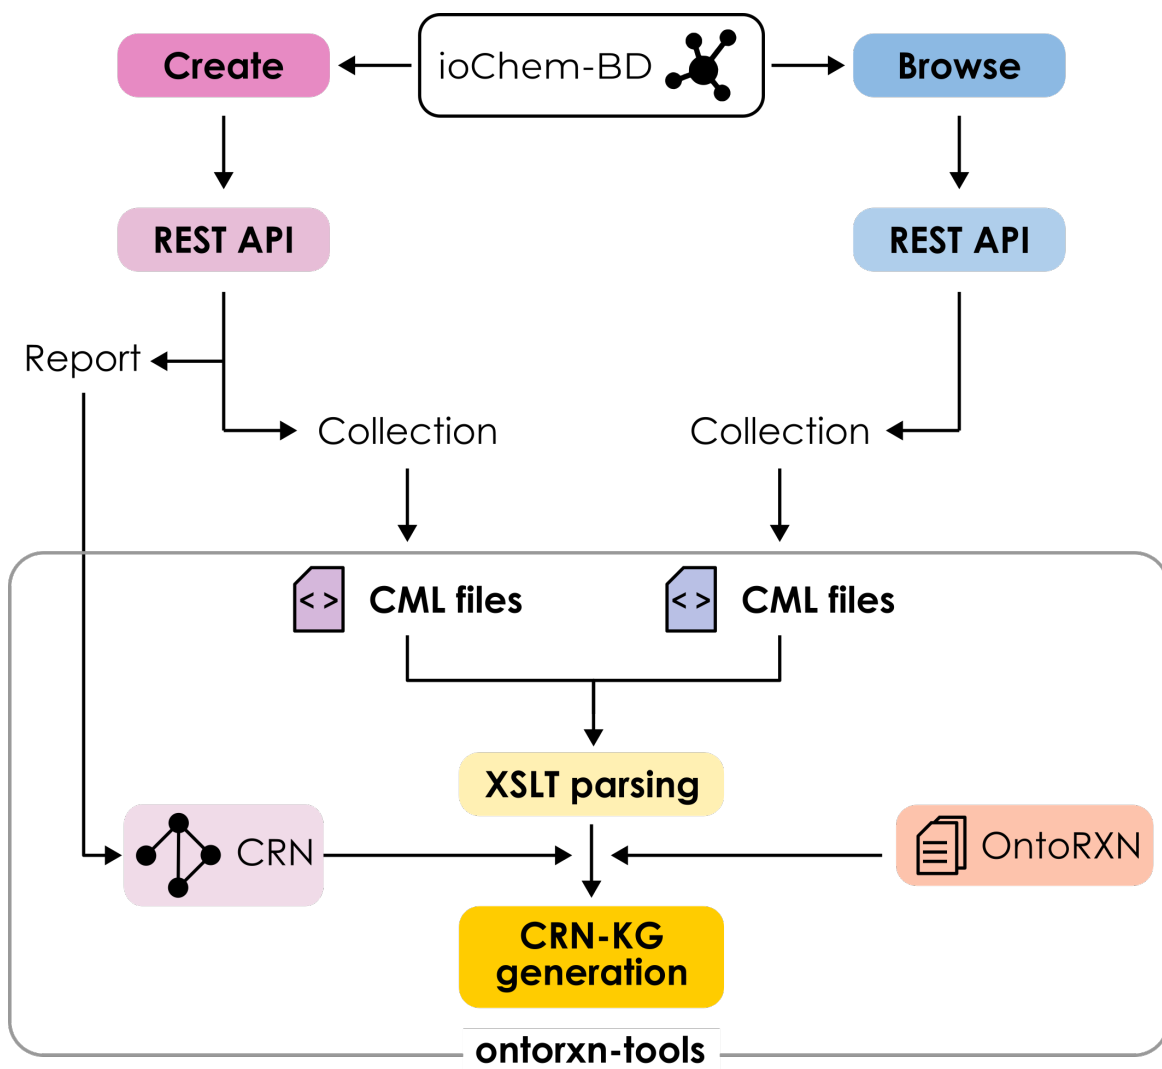 Create
ioChem-BD
Browse
REST API
REST API
Report
Collection
Collection
< > CML files
< > CML files
XSLT parsing
CRN
OntoRXN
CRN-KG
generation
ontorxn-tools